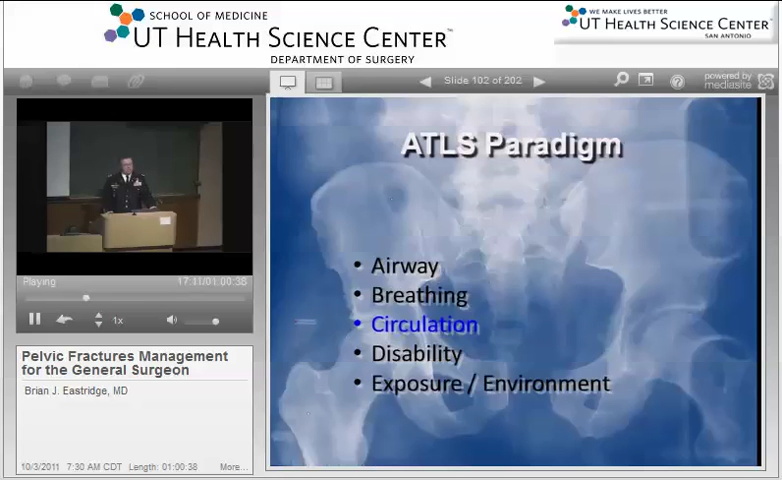 SCHOOL OF MEDICINE
UT HEALTH SCIENCE CENTER™
DEPARTMENT OF SURGERY
WE MAKE LIVES BETTER
UT HEALTH SCIENCE CENTER™
SAN ANTONIO
Slide 102 of 202
powered by
mediasite
ATLS Paradigm
• Airway
• Breathing
• Circulation
• Disability
• Exposure / Environment
Playing
17:11/01:00:38
1x
Pelvic Fractures Management
for the General Surgeon
Brian J. Eastridge, MD
10/3/2011 7:30 AM CDT Length: 01:00:38 More...